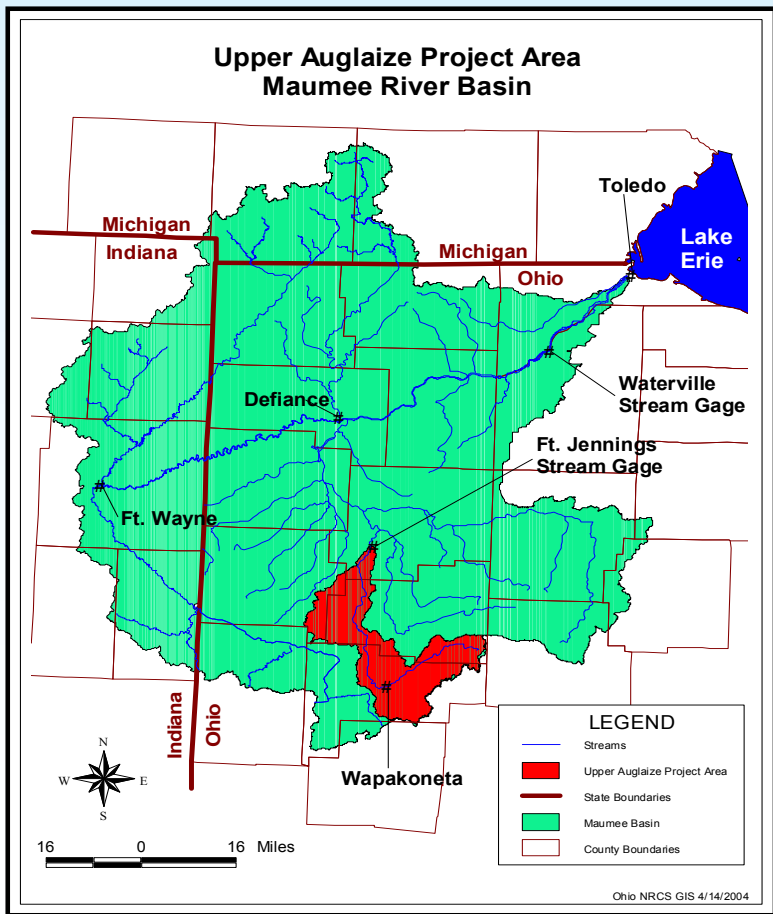 Upper Auglaize Project Area
Maumee River Basin
Toledo
Michigan
Indiana
Michigan
Ohio
Lake
Erie
#
#
#
Waterville
Stream Gage
Defiance
#
Ft. Jennings
Stream Gage
#
Ft. Wayne
#
Indiana
Ohio
#
Wapakoneta
N
W
E
S
16
0
16
Miles
LEGEND
Streams
Upper Auglaize Project Area
State Boundaries
Maumee Basin
County Boundaries
Ohio NRCS GIS 4/14/2004